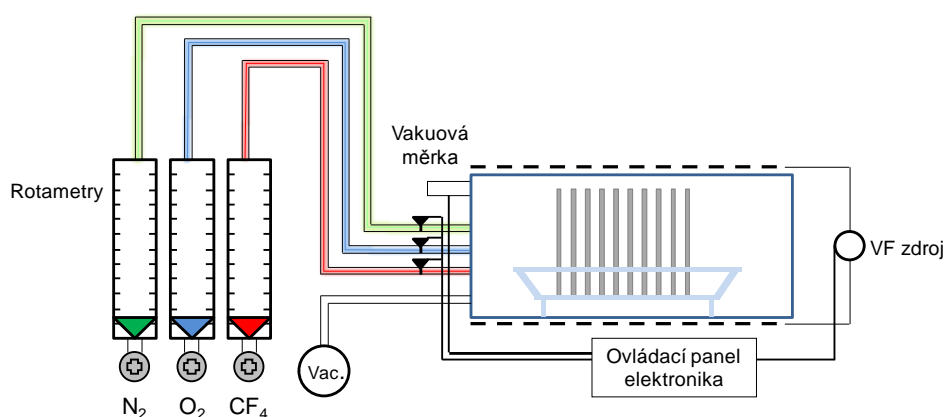 Vakuová
měrka
Rotametry
VF zdroj
Ovládací panel
elektronika
Vac.
N₂
O₂
CF₄